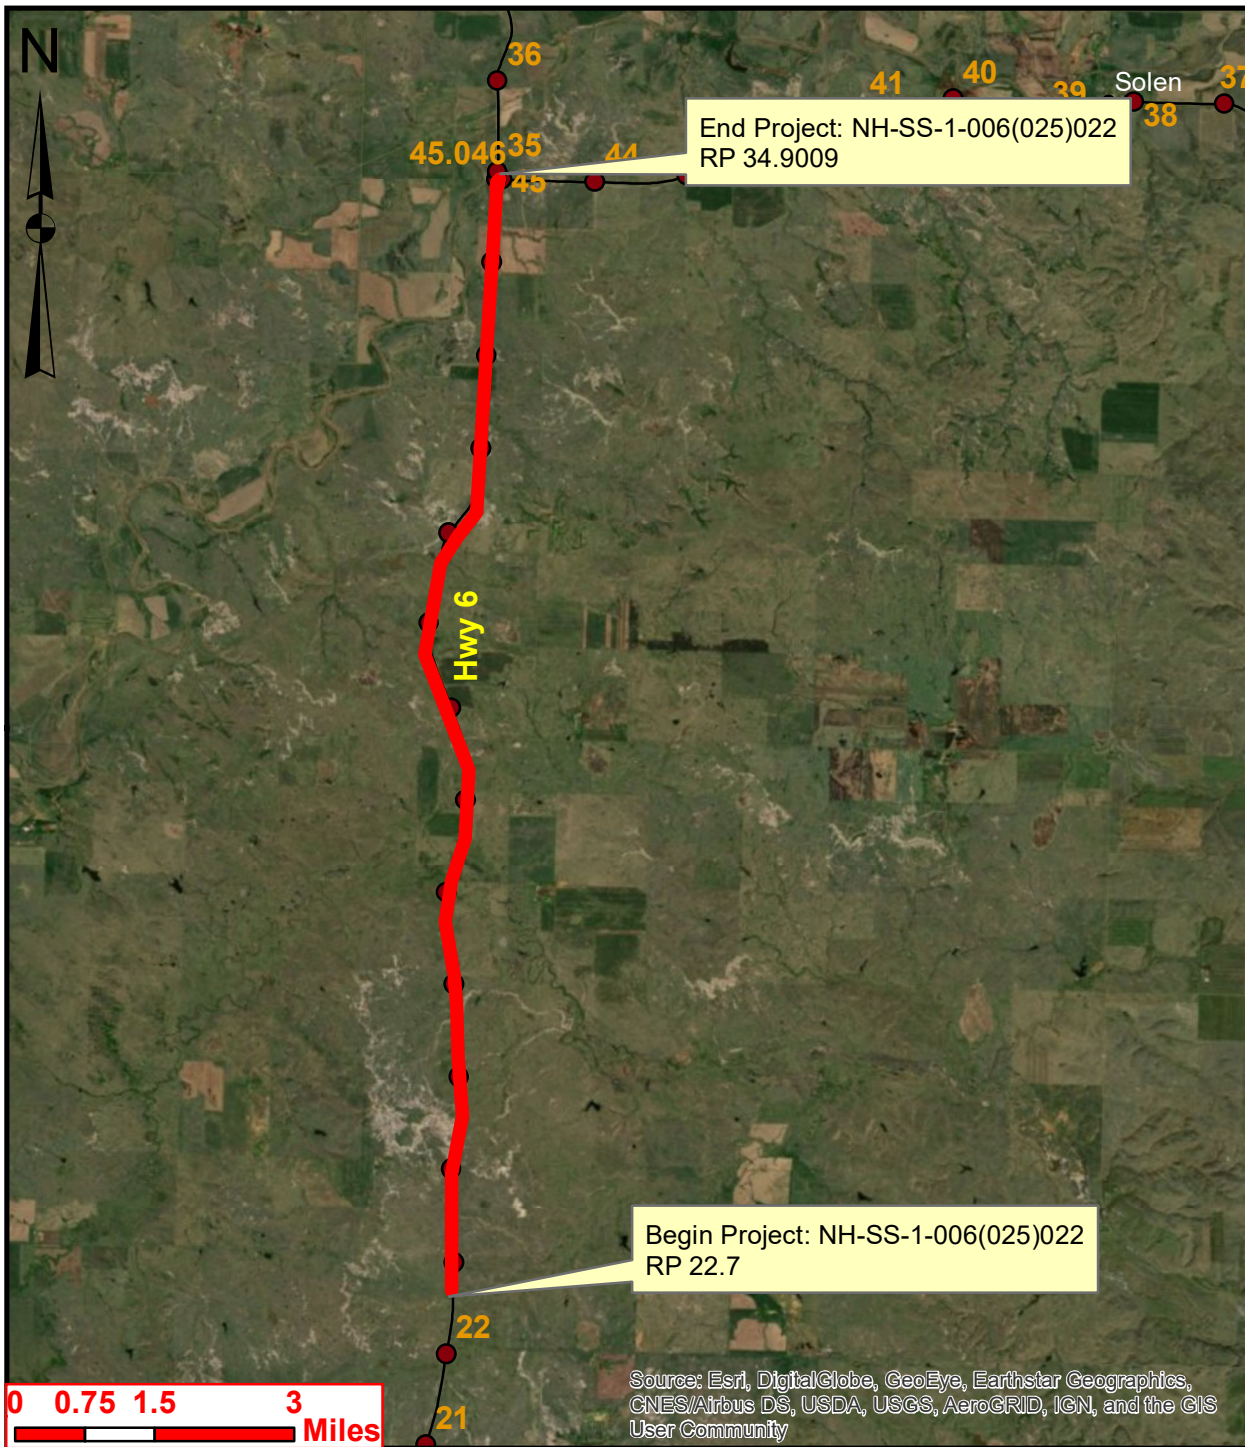 N
36
41
40
39
Solen
38
37
End Project: NH-SS-1-006(025)022
RP 34.9009
45.046
35
45
44
Hwy 6
Begin Project: NH-SS-1-006(025)022
RP 22.7
22
21
0 0.75 1.5 3
Miles
Source: Esri, DigitalGlobe, GeoEye, Earthstar Geographics,
CNES/Airbus DS, USDA, USGS, AeroGRID, IGN, and the GIS
User Community